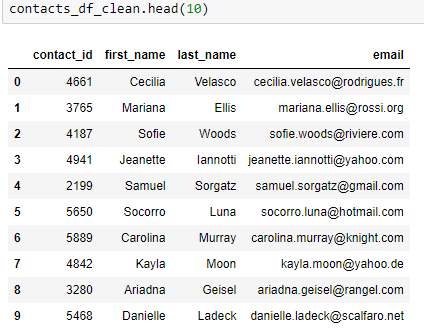 contacts_df_clean.head(10)
contact_id first_name last_name email
0 4661 Cecilia Velasco cecilia.velasco@rodrigues.fr
1 3765 Mariana Ellis mariana.ellis@rossi.org
2 4187 Sofie Woods sofie.woods@riviere.com
3 4941 Jeanette Iannotti jeanette.iannotti@yahoo.com
4 2199 Samuel Sorgatz samuel.sorgatz@gmail.com
5 5650 Socorro Luna socorro.luna@hotmail.com
6 5889 Carolina Murray carolina.murray@knight.com
7 4842 Kayla Moon kayla.moon@yahoo.de
8 3280 Ariadna Geisel ariadna.geisel@rangel.com
9 5468 Danielle Ladeck danielle.ladeck@scalfaro.net